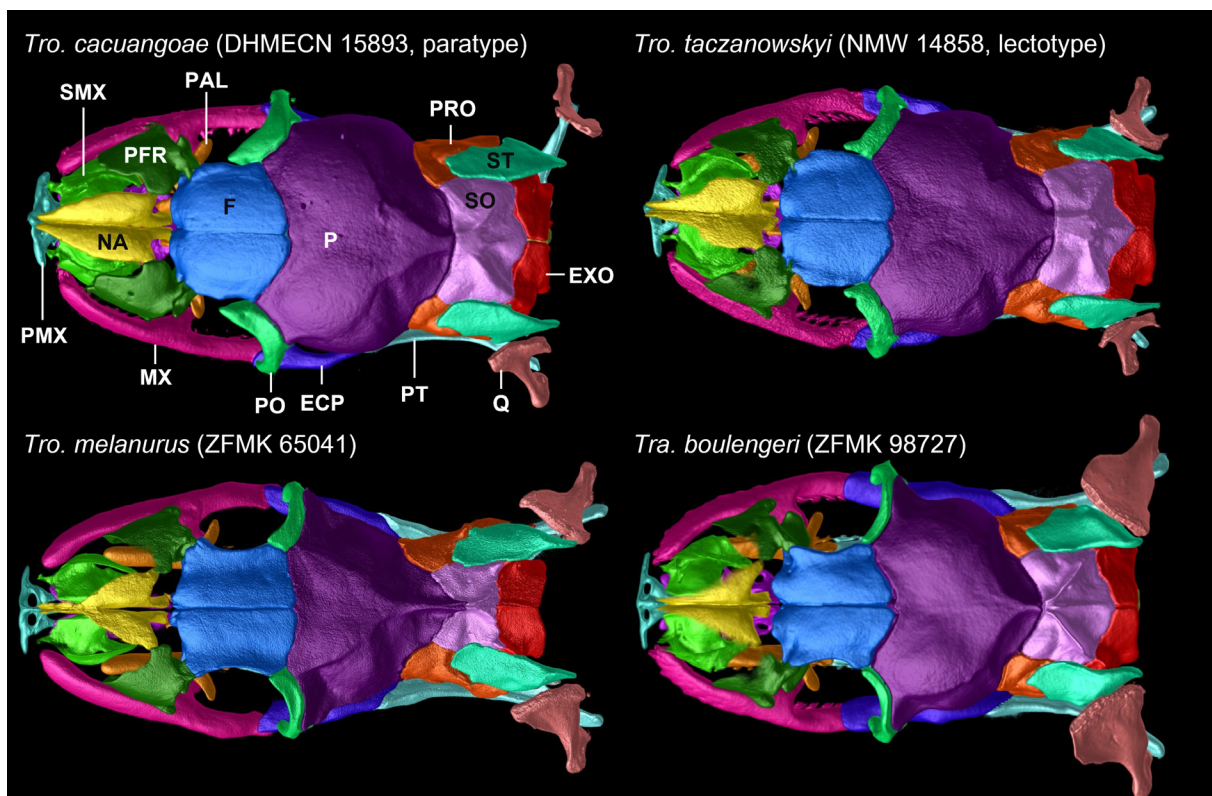 Tro. cacuangoae (DHMECN 15893, paratype)
Tro. taczanowskyi (NMW 14858, lectotype)
SMX
PAL
PRO
PFR
ST
F
SO
NA
P
EXO
PMX
MX
PO
ECP
PT
Q
Tro. melanurus (ZFMK 65041)
Tra. boulengeri (ZFMK 98727)